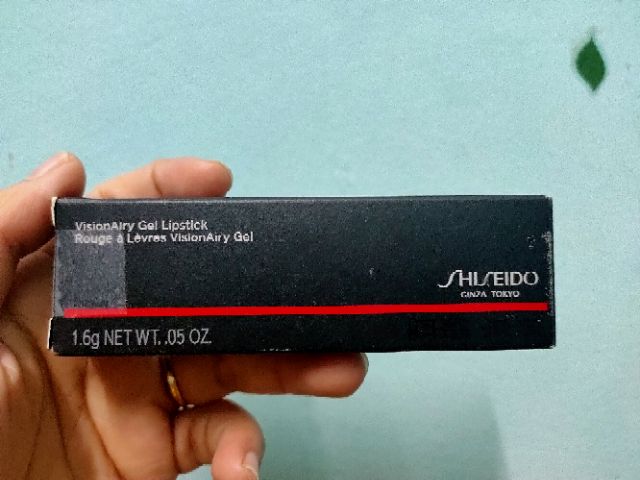 VisionAiry Gel Lipstick
Rouge à Lèvres VisionAiry Gel
SHISEIDO
GINZA TOKYO
1.6g NET WT. .05 OZ.